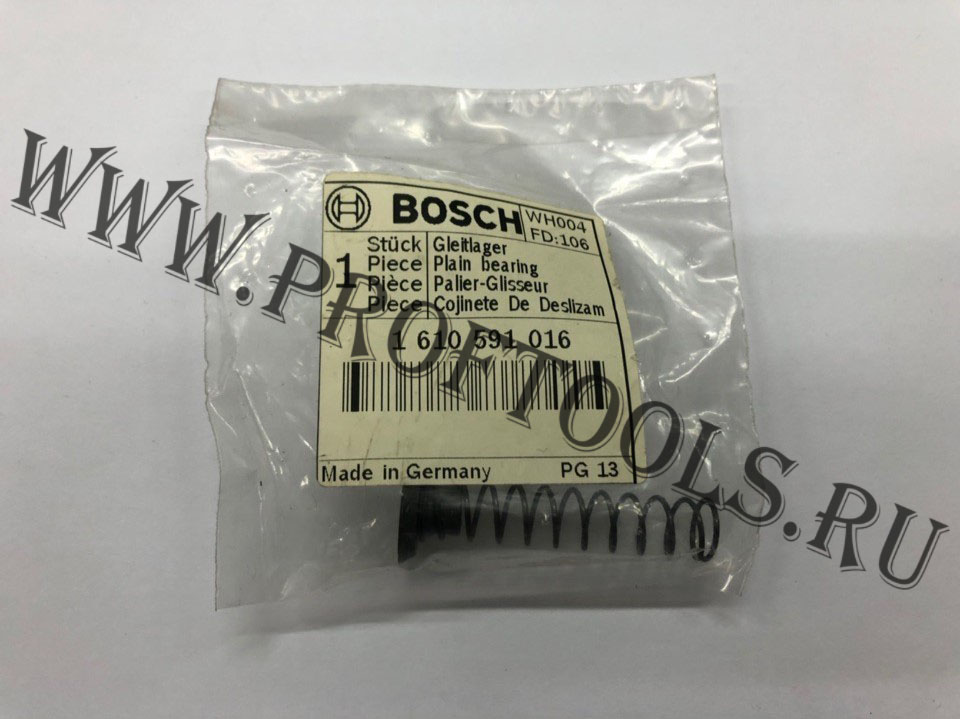 BOSCH
WH004
FD:106
1
Stück Gleitlager
Piece Plain bearing
Pièce Palier-Glisseur
Piece Cojinete De Deslizam
1 610 591 016
Made in Germany PG 13
WWW.PROFTOOLS.RU